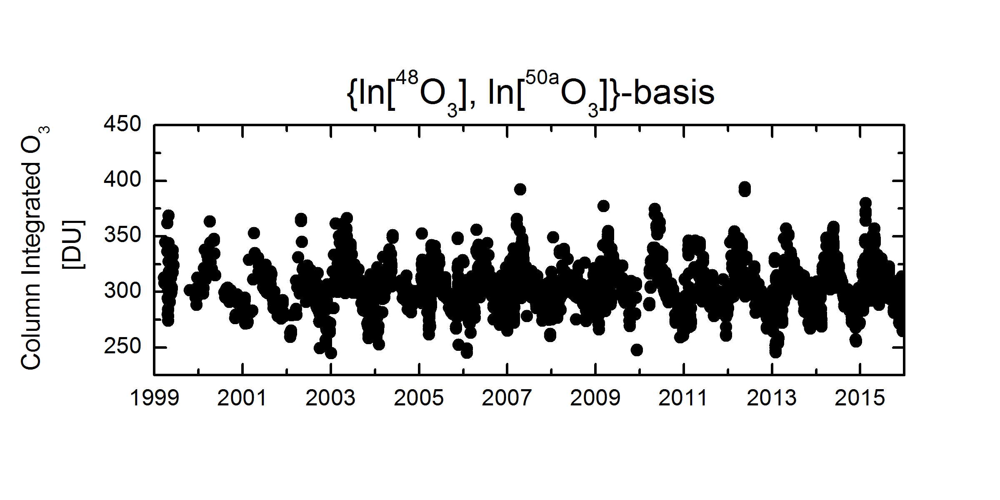 {ln[⁴⁸O₃], ln[⁵⁰ᵃO₃]}-basis
Column Integrated O₃
[DU]
450
400
350
300
250
1999 2001 2003 2005 2007 2009 2011 2013 2015